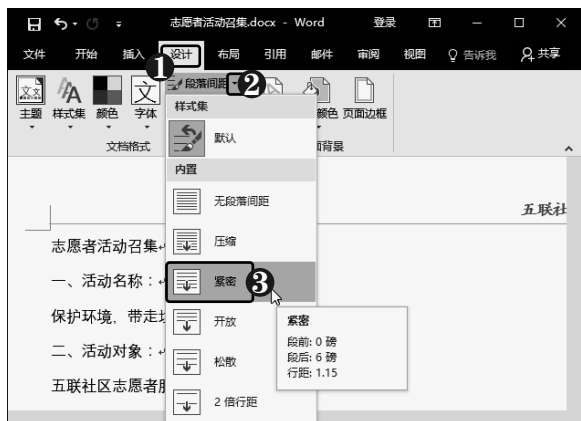 志愿者活动召集.docx - Word 登录
文件 开始 插入 设计 布局 引用 邮件 审阅 视图 告诉我 共享
1 2
文文 A 文 段落间距
主题 样式集 颜色 字体 颜色 页面边框
文档格式 页面背景
样式集
默认
内置
无段落间距
五联社
志愿者活动召集
压缩
一、活动名称：
紧密 3
保护环境，带走
开放
紧密
段前: 0 磅
段后: 6 磅
行距: 1.15
二、活动对象：
松散
五联社区志愿者
2 倍行距